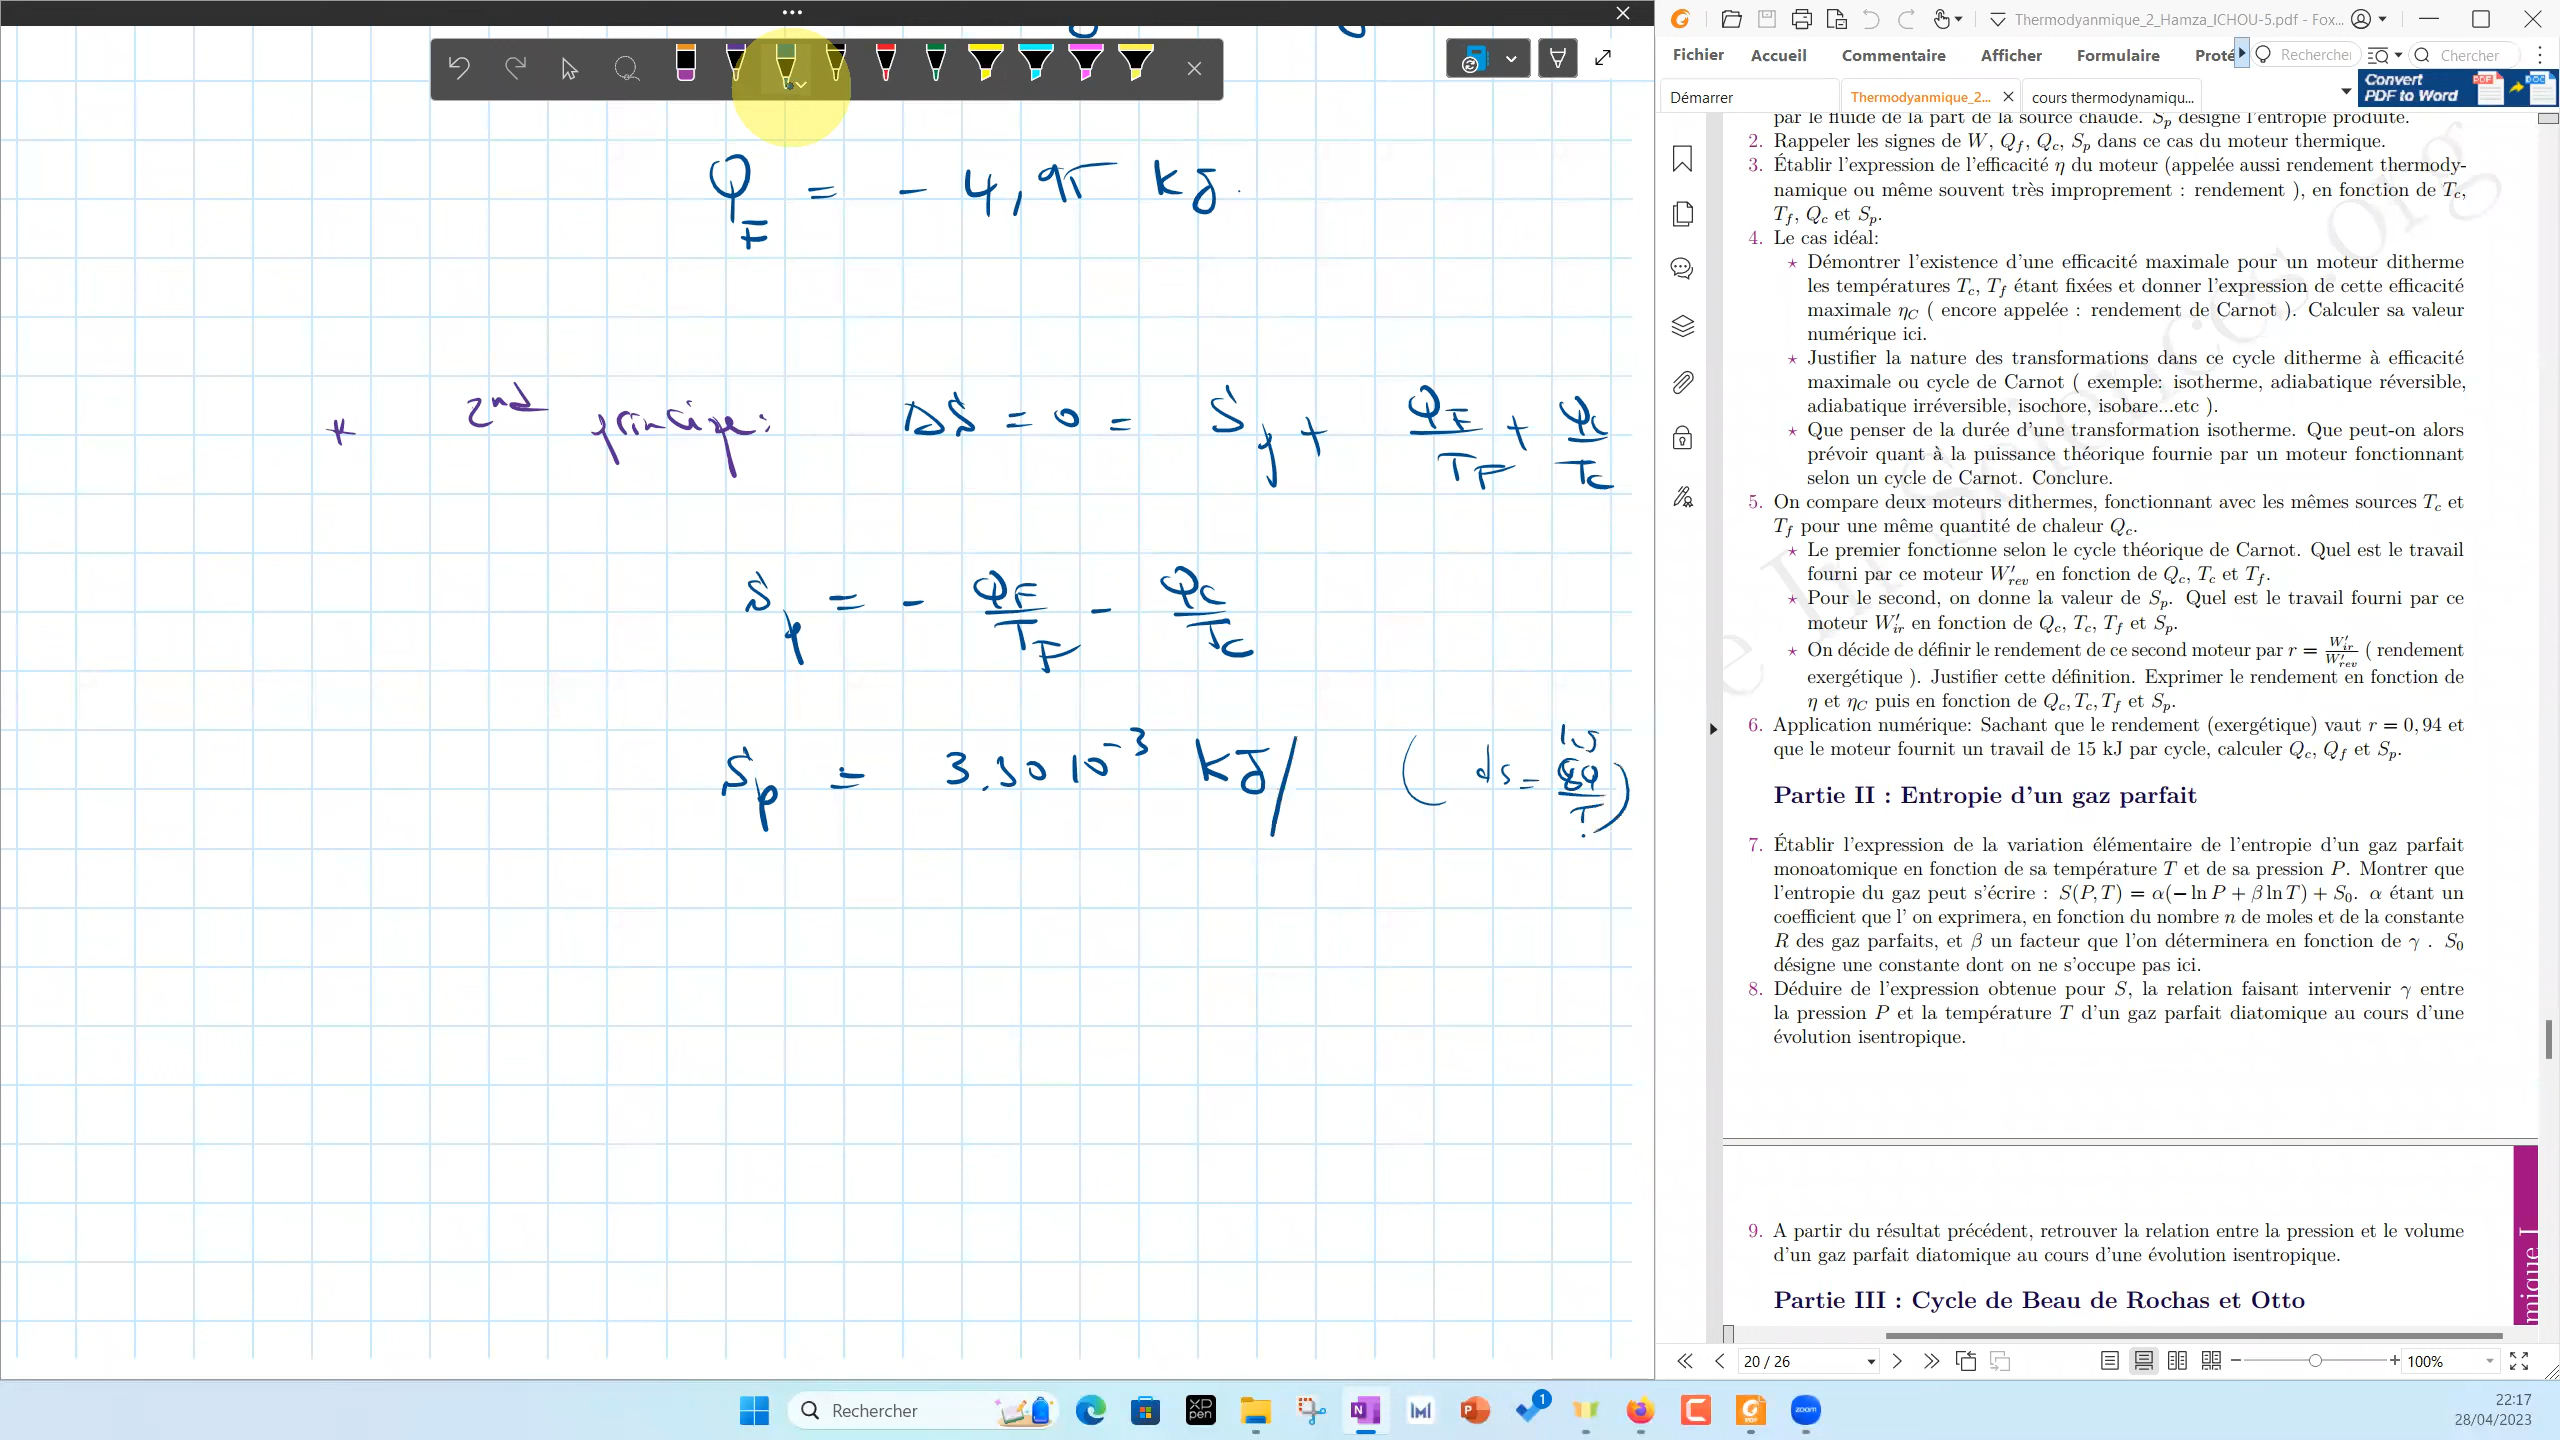 Q_F = - 4,95 kJ.
* 2nd principe: ΔS = 0 = S_p + Q_F/T_F + Q_C/T_C
S_p = - Q_F/T_F - Q_C/T_C
S_p = 3.30 10^-3 kJ/
Thermodyanmique_2_Hamza_ICHOU-5.pdf - Fox...
Fichier Accueil Commentaire Afficher Formulaire Proté Rechercher Chercher
Démarrer Thermodyanmique_2... cours thermodynamiqu...
Convert
PDF to Word
par le fluide de la part de la source chaude. S_p désigne l'entropie produite.
2. Rappeler les signes de W, Q_f, Q_c, S_p dans ce cas du moteur thermique.
3. Établir l'expression de l'efficacité η du moteur (appelée aussi rendement thermody-
namique ou même souvent très improprement : rendement ), en fonction de T_c,
T_f, Q_c et S_p.
4. Le cas idéal:
⋆ Démontrer l'existence d'une efficacité maximale pour un moteur ditherme
les températures T_c, T_f étant fixées et donner l'expression de cette efficacité
maximale η_C ( encore appelée : rendement de Carnot ). Calculer sa valeur
numérique ici.
⋆ Justifier la nature des transformations dans ce cycle ditherme à efficacité
maximale ou cycle de Carnot ( exemple: isotherme, adiabatique réversible,
adiabatique irréversible, isochore, isobare...etc ).
⋆ Que penser de la durée d'une transformation isotherme. Que peut-on alors
prévoir quant à la puissance théorique fournie par un moteur fonctionnant
selon un cycle de Carnot. Conclure.
5. On compare deux moteurs dithermes, fonctionnant avec les mêmes sources T_c et
T_f pour une même quantité de chaleur Q_c.
⋆ Le premier fonctionne selon le cycle théorique de Carnot. Quel est le travail
fourni par ce moteur W'_rev en fonction de Q_c, T_c et T_f.
⋆ Pour le second, on donne la valeur de S_p. Quel est le travail fourni par ce
moteur W'_ir en fonction de Q_c, T_c, T_f et S_p.
⋆ On décide de définir le rendement de ce second moteur par r = W'_ir/W'_rev ( rendement
exergétique ). Justifier cette définition. Exprimer le rendement en fonction de
η et η_C puis en fonction de Q_c, T_c, T_f et S_p.
6. Application numérique: Sachant que le rendement (exergétique) vaut r = 0,94 et
que le moteur fournit un travail de 15 kJ par cycle, calculer Q_c, Q_f et S_p.
Partie II : Entropie d'un gaz parfait
7. Établir l'expression de la variation élémentaire de l'entropie d'un gaz parfait
monoatomique en fonction de sa température T et de sa pression P. Montrer que
l'entropie du gaz peut s'écrire : S(P,T) = α(− ln P + β ln T) + S_0. α étant un
coefficient que l' on exprimera, en fonction du nombre n de moles et de la constante
R des gaz parfaits, et β un facteur que l'on déterminera en fonction de γ . S_0
désigne une constante dont on ne s'occupe pas ici.
8. Déduire de l'expression obtenue pour S, la relation faisant intervenir γ entre
la pression P et la température T d'un gaz parfait diatomique au cours d'une
évolution isentropique.
9. A partir du résultat précédent, retrouver la relation entre la pression et le volume
d'un gaz parfait diatomique au cours d'une évolution isentropique.
Partie III : Cycle de Beau de Rochas et Otto
20 / 26
100%
Rechercher
22:17
28/04/2023